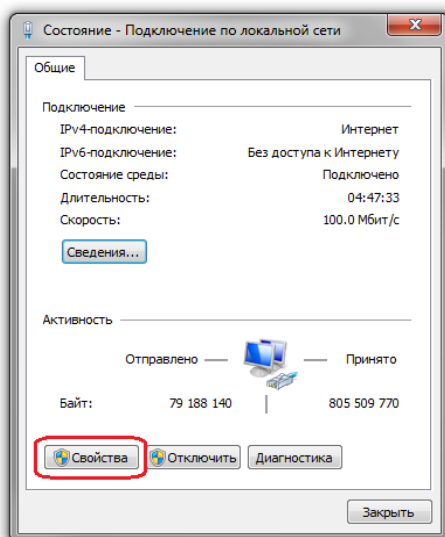 Состояние - Подключение по локальной сети
Общие
Подключение
IPv4-подключение: Интернет
IPv6-подключение: Без доступа к Интернету
Состояние среды: Подключено
Длительность: 04:47:33
Скорость: 100.0 Мбит/с
Сведения...
Активность
Отправлено — — Принято
Байт: 79 188 140 | 805 509 770
Свойства Отключить Диагностика
Закрыть